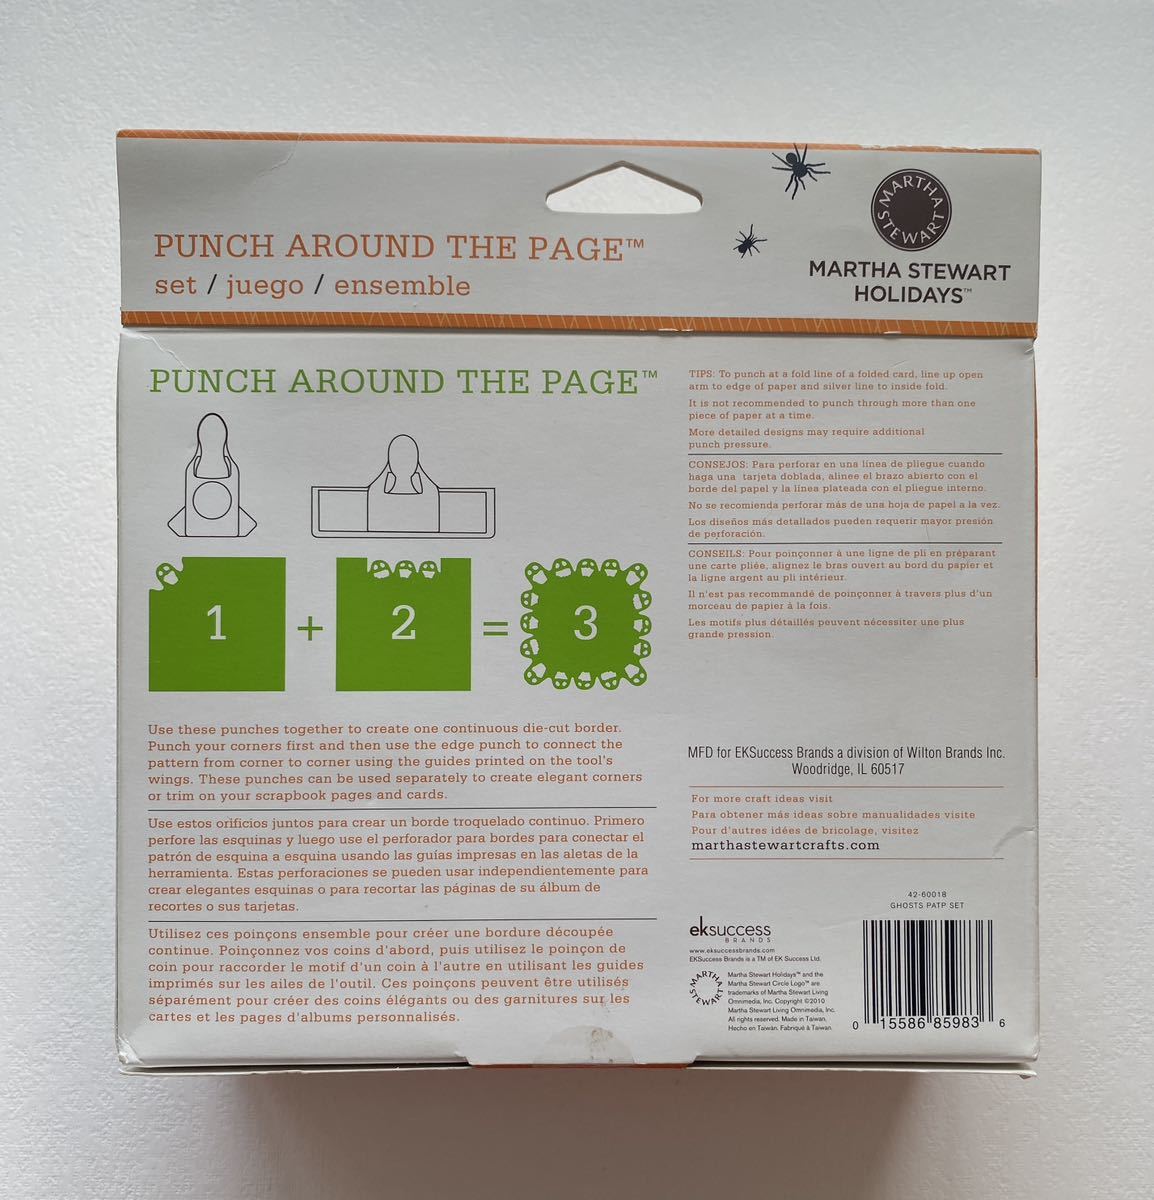 PUNCH AROUND THE PAGE™
set / juego / ensemble
MARTHA STEWART
MARTHA STEWART
HOLIDAYS™
PUNCH AROUND THE PAGE™
1 + 2 = 3
Use these punches together to create one continuous die-cut border.
Punch your corners first and then use the edge punch to connect the
pattern from corner to corner using the guides printed on the tool's
wings. These punches can be used separately to create elegant corners
or trim on your scrapbook pages and cards.
Use estos orificios juntos para crear un borde troquelado continuo. Primero
perfore las esquinas y luego use el perforador para bordes para conectar el
patrón de esquina a esquina usando las guías impresas en las aletas de la
herramienta. Estas perforaciones se pueden usar independientemente para
crear elegantes esquinas o para recortar las páginas de su álbum de
recortes o sus tarjetas.
Utilisez ces poinçons ensemble pour créer une bordure découpée
continue. Poinçonnez vos coins d'abord, puis utilisez le poinçon de
coin pour raccorder le motif d'un coin à l'autre en utilisant les guides
imprimés sur les ailes de l'outil. Ces poinçons peuvent être utilisés
séparément pour créer des coins élégants ou des garnitures sur les
cartes et les pages d'albums personnalisés.
TIPS: To punch at a fold line of a folded card, line up open
arm to edge of paper and silver line to inside fold.
It is not recommended to punch through more than one
piece of paper at a time.
More detailed designs may require additional
punch pressure.
CONSEJOS: Para perforar en una línea de pliegue cuando
haga una tarjeta doblada, alinee el brazo abierto con el
borde del papel y la línea plateada con el pliegue interno.
No se recomienda perforar más de una hoja de papel a la vez.
Los diseños más detallados pueden requerir mayor presión
de perforación.
CONSEILS: Pour poinçonner à une ligne de pli en préparant
une carte pliée, alignez le bras ouvert au bord du papier et
la ligne argent au pli intérieur.
Il n'est pas recommandé de poinçonner à travers plus d'un
morceau de papier à la fois.
Les motifs plus détaillés peuvent nécessiter une plus
grande pression.
MFD for EKSuccess Brands a division of Wilton Brands Inc.
Woodridge, IL 60517
For more craft ideas visit
Para obtener más ideas sobre manualidades visite
Pour d'autres idées de bricolage, visitez
marthastewartcrafts.com
42-60018
GHOSTS PATP SET
eksuccess
BRANDS
www.eksuccessbrands.com
EKSuccess Brands is a TM of EK Success Ltd.
MARTHA STEWART
Martha Stewart Holidays™ and the
Martha Stewart Circle Logo™ are
trademarks of Martha Stewart Living
Omnimedia, Inc. Copyright ©2010
Martha Stewart Living Omnimedia, Inc.
All rights reserved. Made in Taiwan.
Hecho en Taiwán. Fabriqué à Taiwan.
0 15586 85983 6